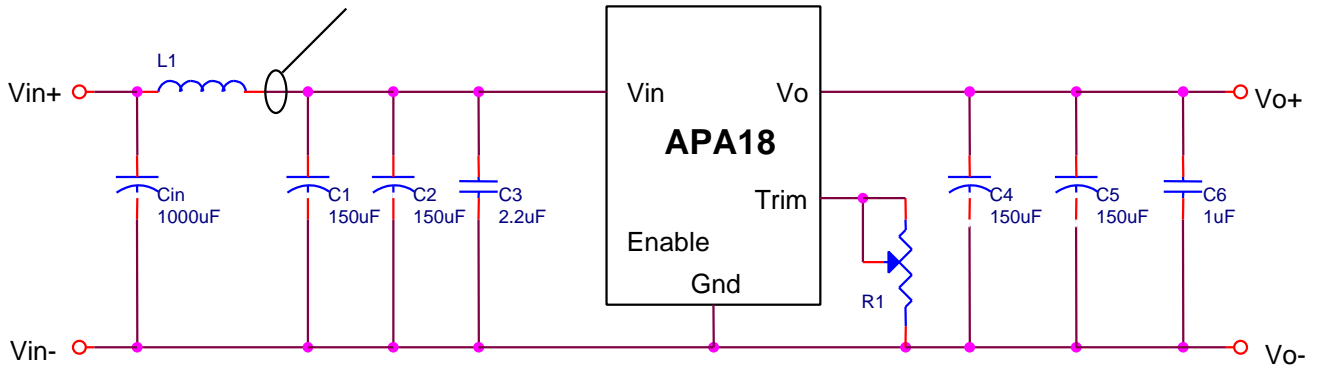 L1
Vin+
Vin
Vo
Vo+
APA18
Cin
1000uF
C1
150uF
C2
150uF
C3
2.2uF
Trim
C4
150uF
C5
150uF
C6
1uF
Enable
Gnd
R1
Vin-
Vo-